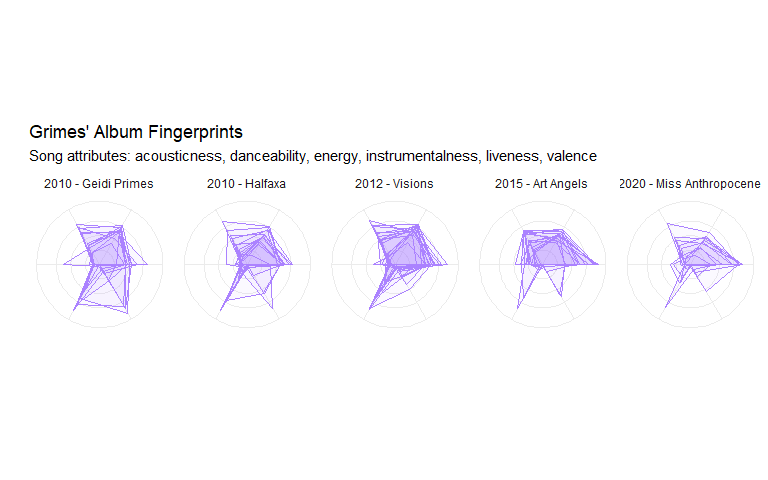 Grimes' Album Fingerprints
Song attributes: acousticness, danceability, energy, instrumentalness, liveness, valence
2010 - Geidi Primes
2010 - Halfaxa
2012 - Visions
2015 - Art Angels
2020 - Miss Anthropocene